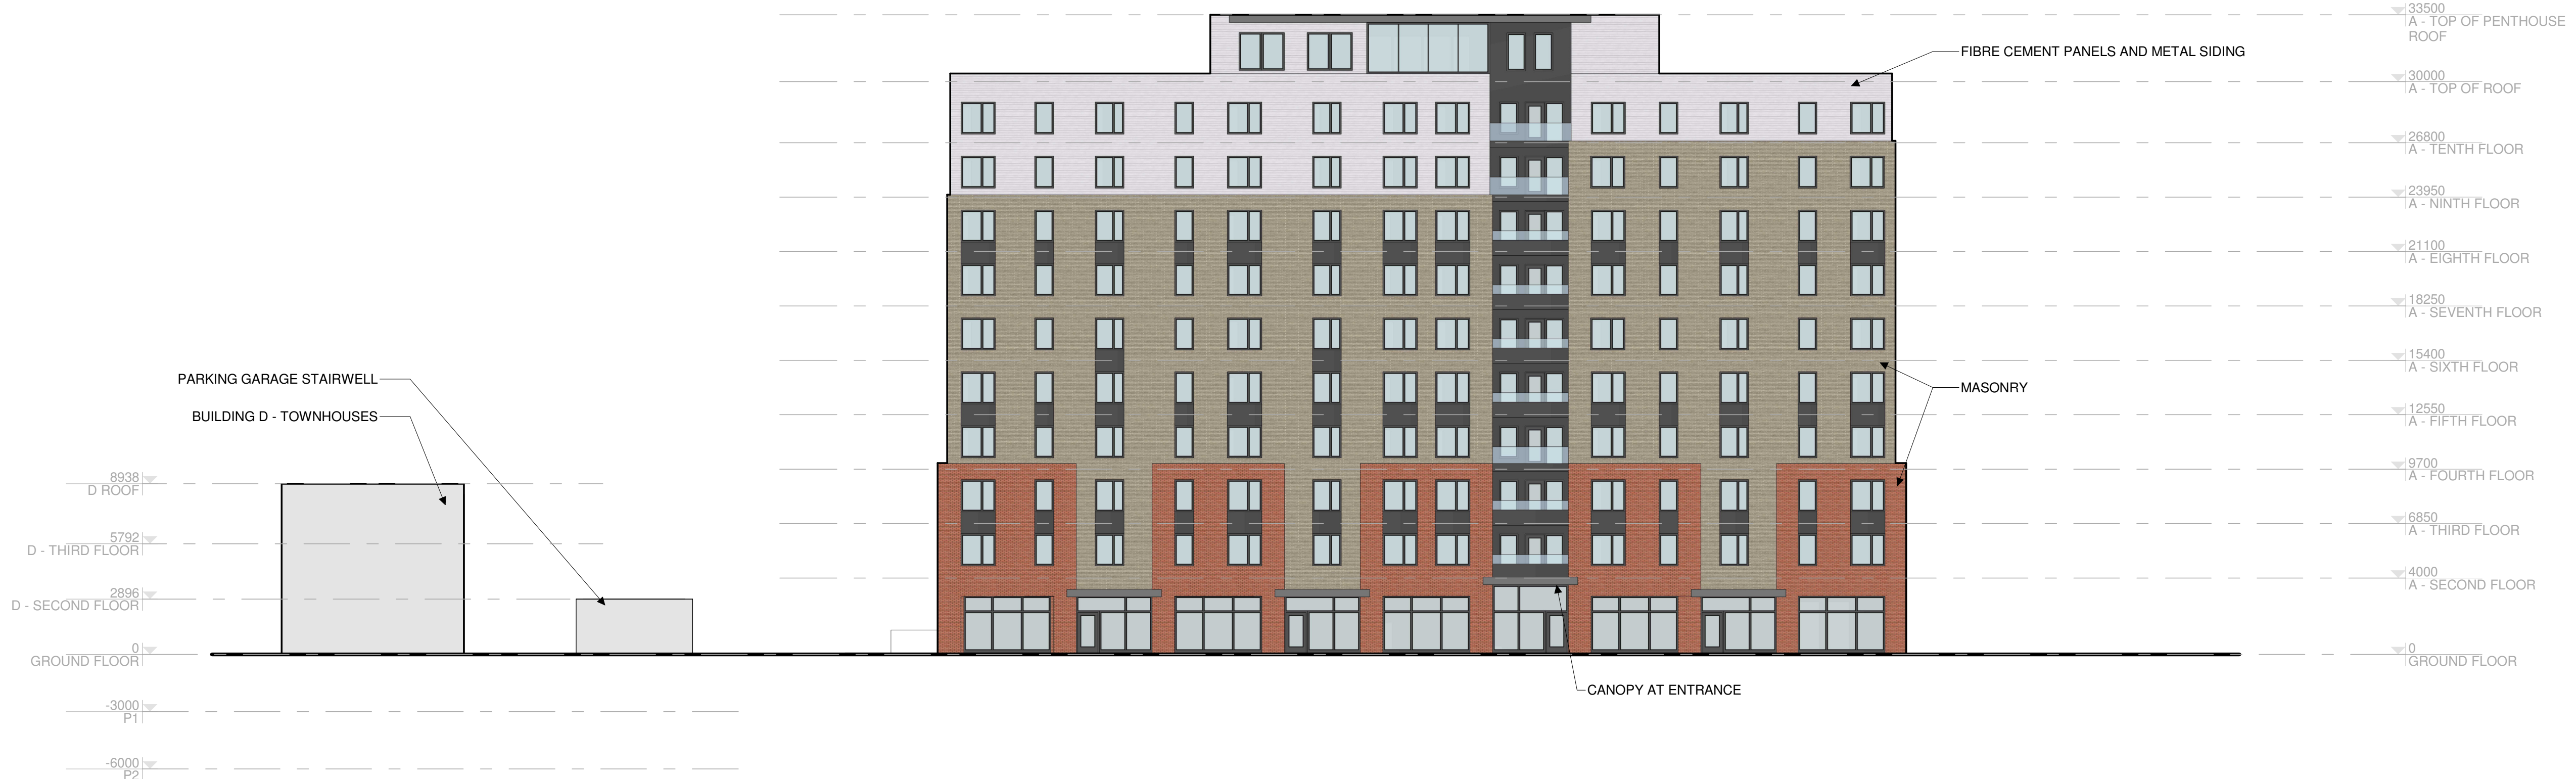 33500
A - TOP OF PENTHOUSE
ROOF
FIBRE CEMENT PANELS AND METAL SIDING
30000
A - TOP OF ROOF
26800
A - TENTH FLOOR
23950
A - NINTH FLOOR
21100
A - EIGHTH FLOOR
18250
A - SEVENTH FLOOR
15400
A - SIXTH FLOOR
PARKING GARAGE STAIRWELL
MASONRY
BUILDING D - TOWNHOUSES
12550
A - FIFTH FLOOR
8938
D ROOF
9700
A - FOURTH FLOOR
5792
D - THIRD FLOOR
6850
A - THIRD FLOOR
2896
D - SECOND FLOOR
4000
A - SECOND FLOOR
0
GROUND FLOOR
0
GROUND FLOOR
CANOPY AT ENTRANCE
-3000
P1
-6000
P2